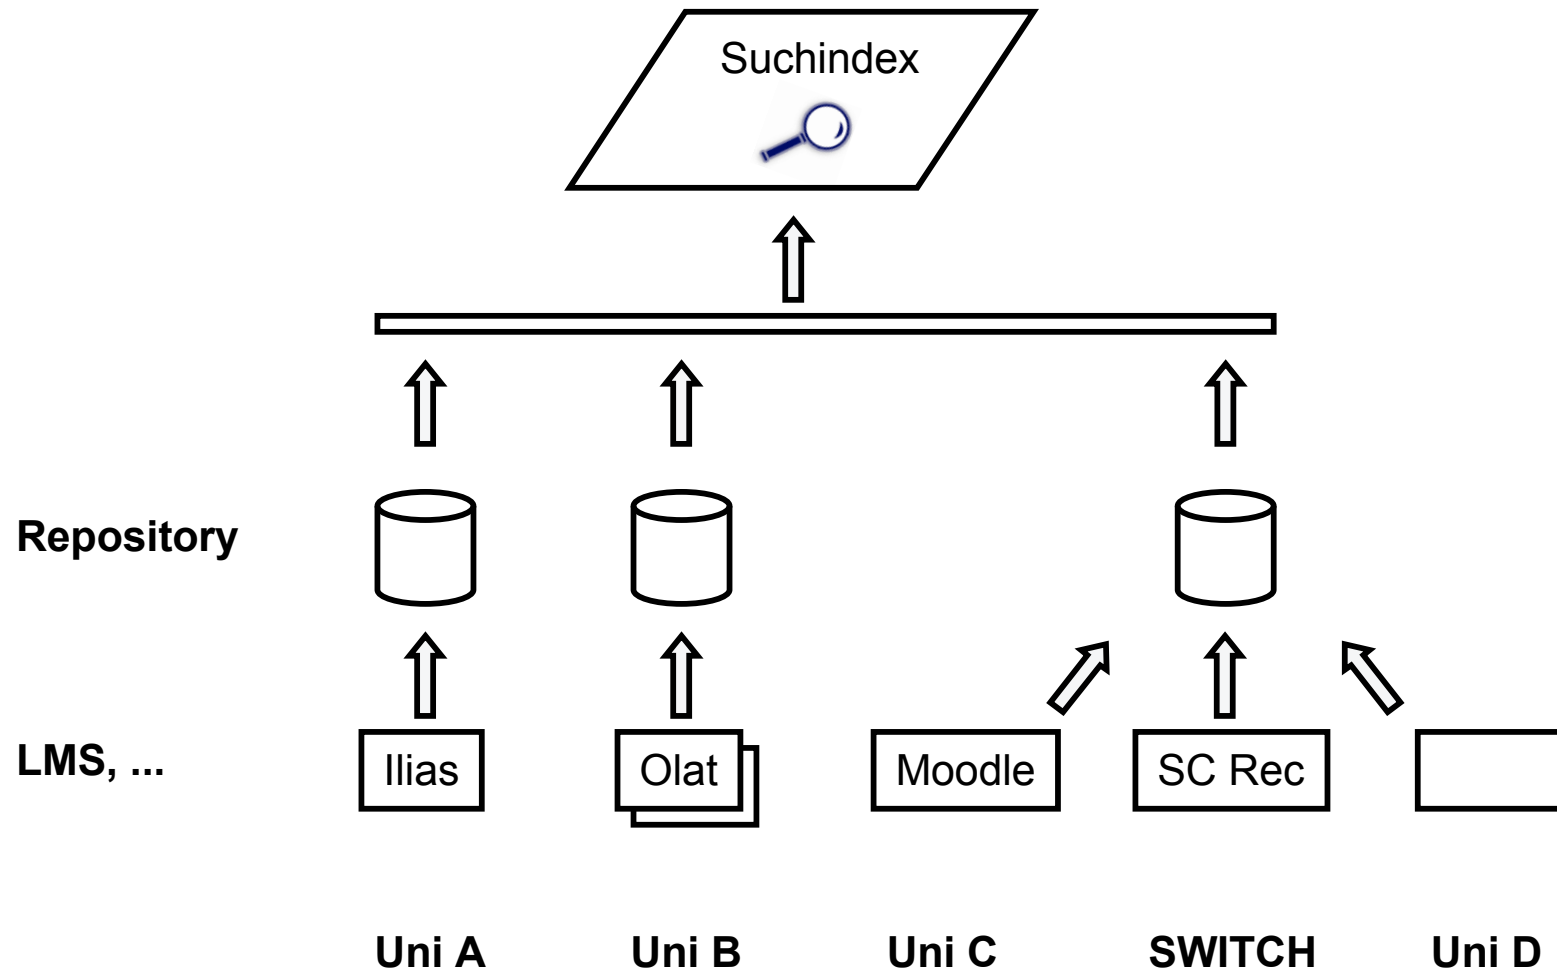 Suchindex
Repository
LMS, ...
Ilias
Olat
Moodle
SC Rec
Uni A
Uni B
Uni C
SWITCH
Uni D